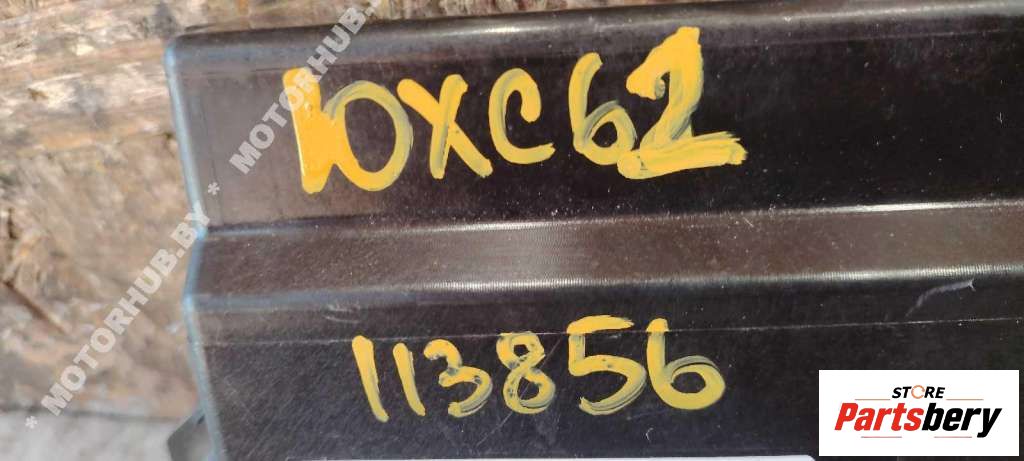 ЮХС62
113856
* MOTORHUB.BY * MOTORHUB.BY
STORE
Partsbery